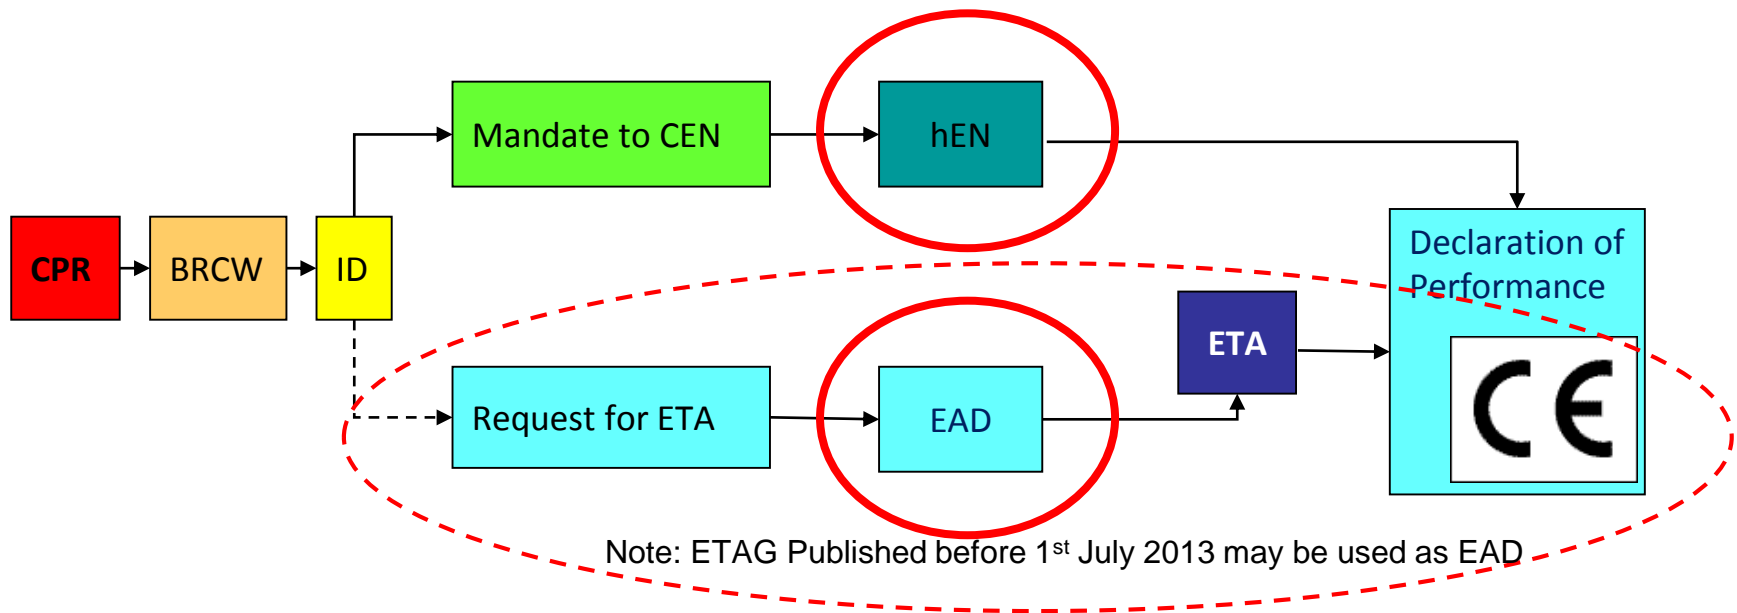 Mandate to CEN
hEN
CPR
BRCW
ID
Declaration of
Performance
ETA
CE
Request for ETA
EAD
Note: ETAG Published before 1st July 2013 may be used as EAD